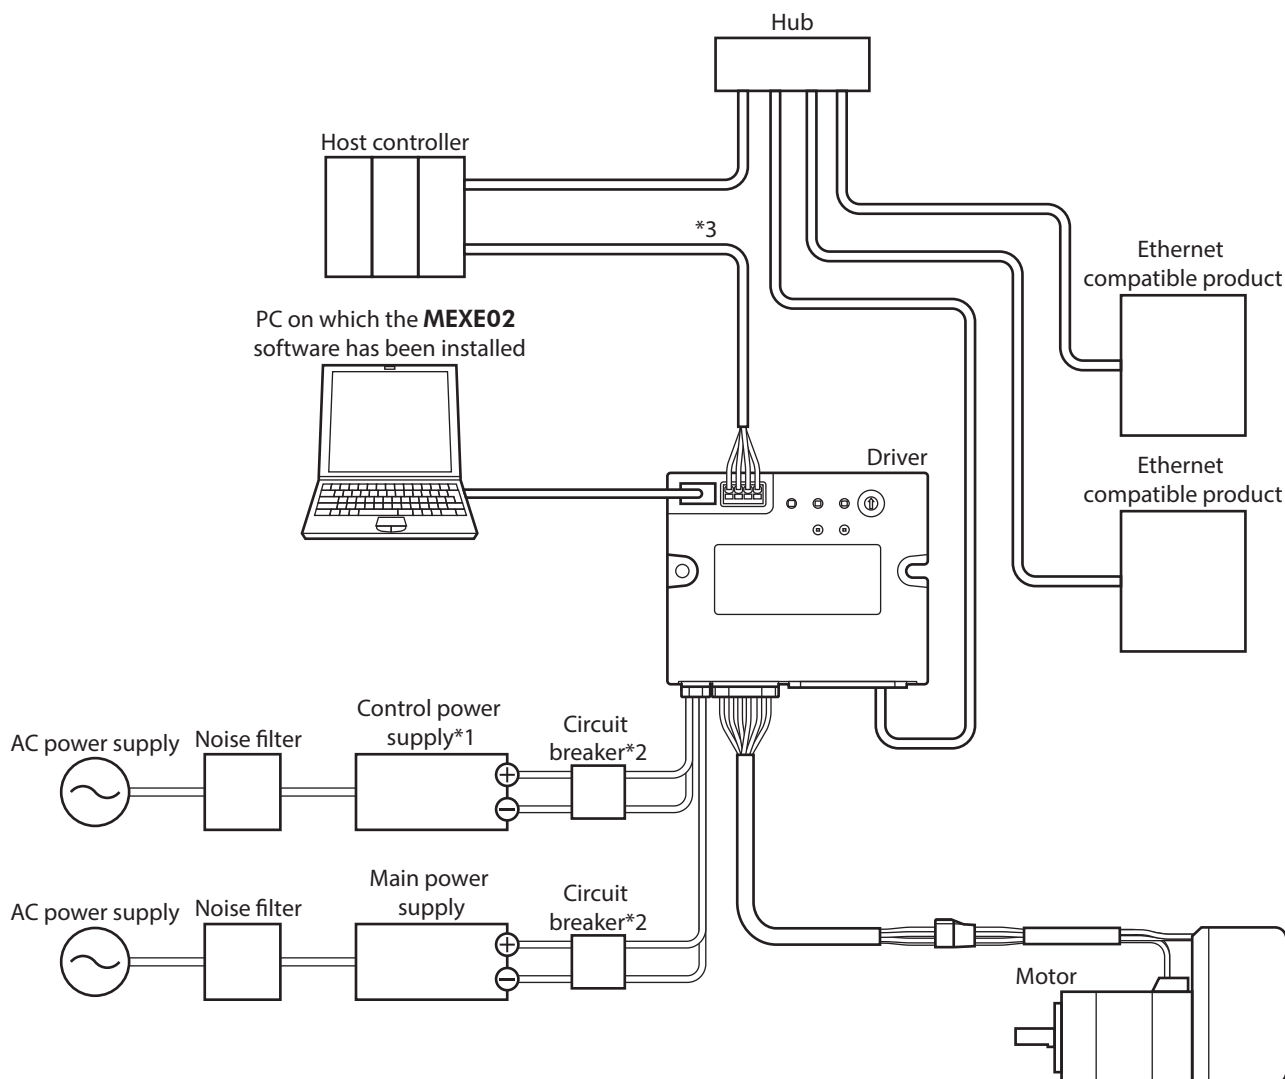 Hub
Host controller
*3
Ethernet
compatible product
PC on which the MEXE02
software has been installed
Driver
Ethernet
compatible product
Control power
supply*1
Circuit
breaker*2
AC power supply
Noise filter
Main power
supply
Circuit
breaker*2
AC power supply
Noise filter
Motor